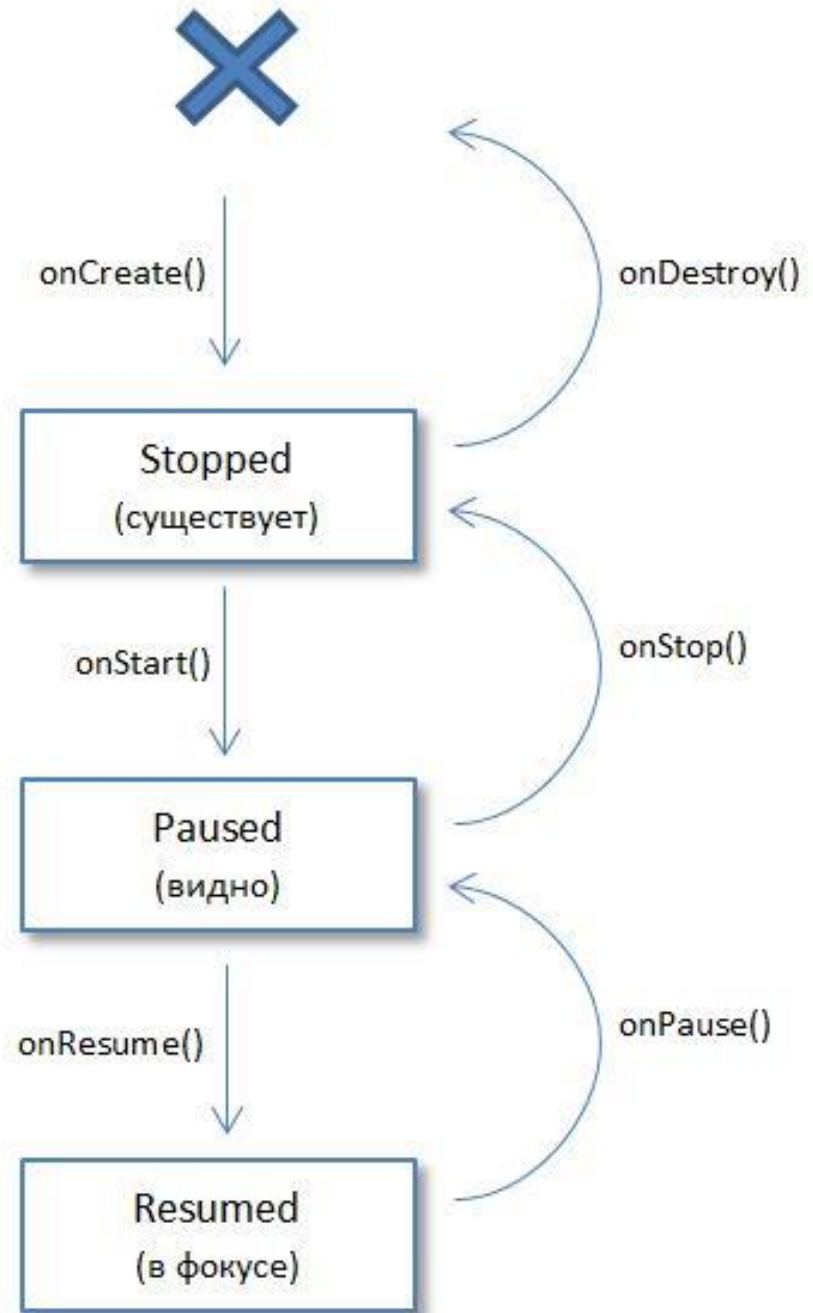 onCreate()
onDestroy()
Stopped
(существует)
onStart()
onStop()
Paused
(видно)
onResume()
onPause()
Resumed
(в фокусе)